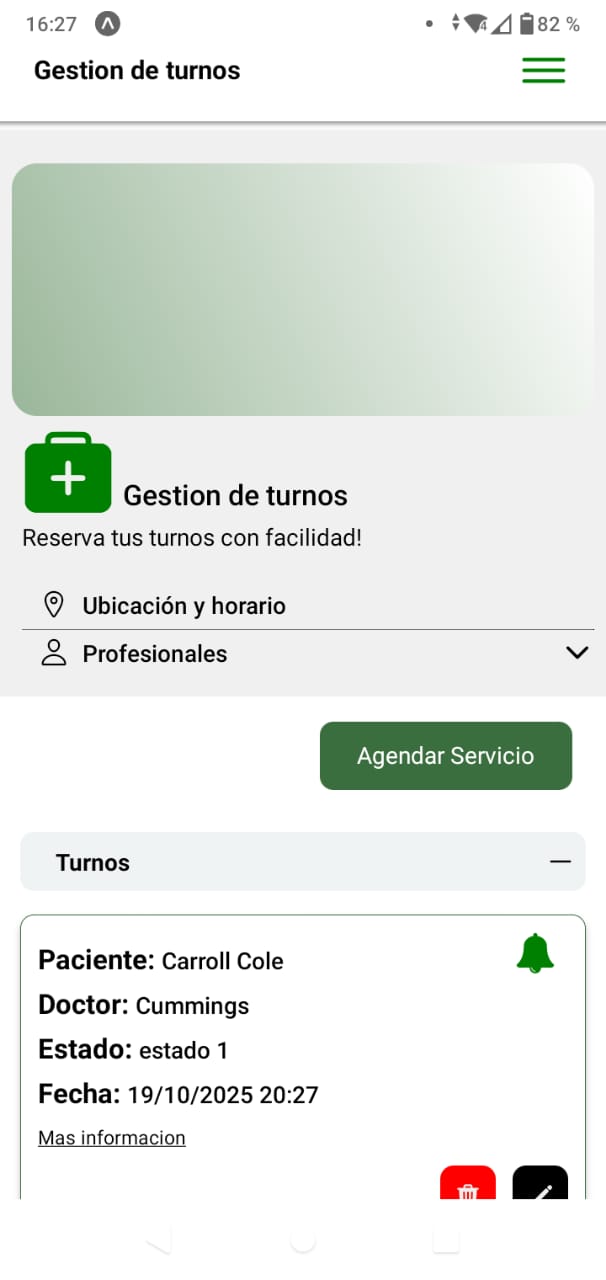 16:27
4
82 %
Gestion de turnos
Gestion de turnos
Reserva tus turnos con facilidad!
Ubicación y horario
Profesionales
Agendar Servicio
Turnos
Paciente: Carroll Cole
Doctor: Cummings
Estado: estado 1
Fecha: 19/10/2025 20:27
Mas informacion